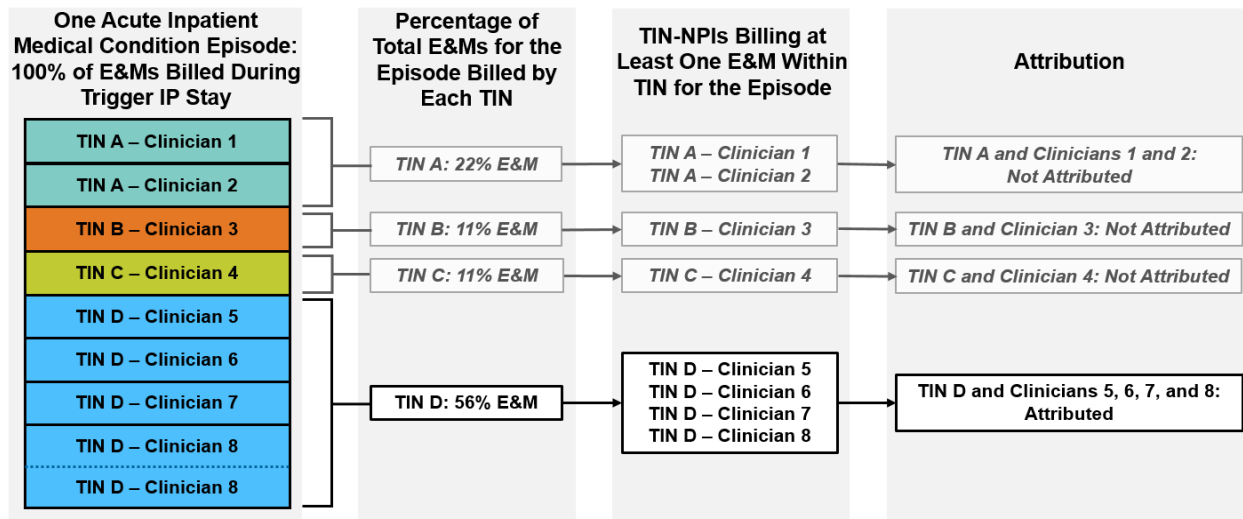 One Acute Inpatient
Medical Condition Episode:
100% of E&Ms Billed During
Trigger IP Stay
TIN A – Clinician 1
TIN A – Clinician 2
TIN B – Clinician 3
TIN C – Clinician 4
TIN D – Clinician 5
TIN D – Clinician 6
TIN D – Clinician 7
TIN D – Clinician 8
TIN D – Clinician 8
Percentage of
Total E&Ms for the
Episode Billed by
Each TIN
TIN A: 22% E&M
TIN B: 11% E&M
TIN C: 11% E&M
TIN D: 56% E&M
TIN-NPIs Billing at
Least One E&M Within
TIN for the Episode
TIN A – Clinician 1
TIN A – Clinician 2
TIN B – Clinician 3
TIN C – Clinician 4
TIN D – Clinician 5
TIN D – Clinician 6
TIN D – Clinician 7
TIN D – Clinician 8
Attribution
TIN A and Clinicians 1 and 2:
Not Attributed
TIN B and Clinician 3: Not Attributed
TIN C and Clinician 4: Not Attributed
TIN D and Clinicians 5, 6, 7, and 8:
Attributed